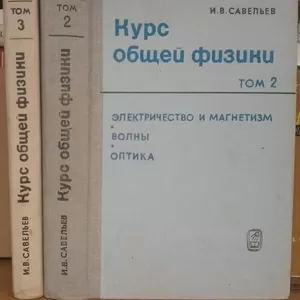 ТОМ
3
Курс общей физики
И.В.САВЕЛЬЕВ
ТОМ
2
Курс общей физики
И.В.САВЕЛЬЕВ
И.В.САВЕЛЬЕВ
Курс
общей физики
ТОМ 2
ЭЛЕКТРИЧЕСТВО И МАГНЕТИЗМ
ВОЛНЫ
ОПТИКА